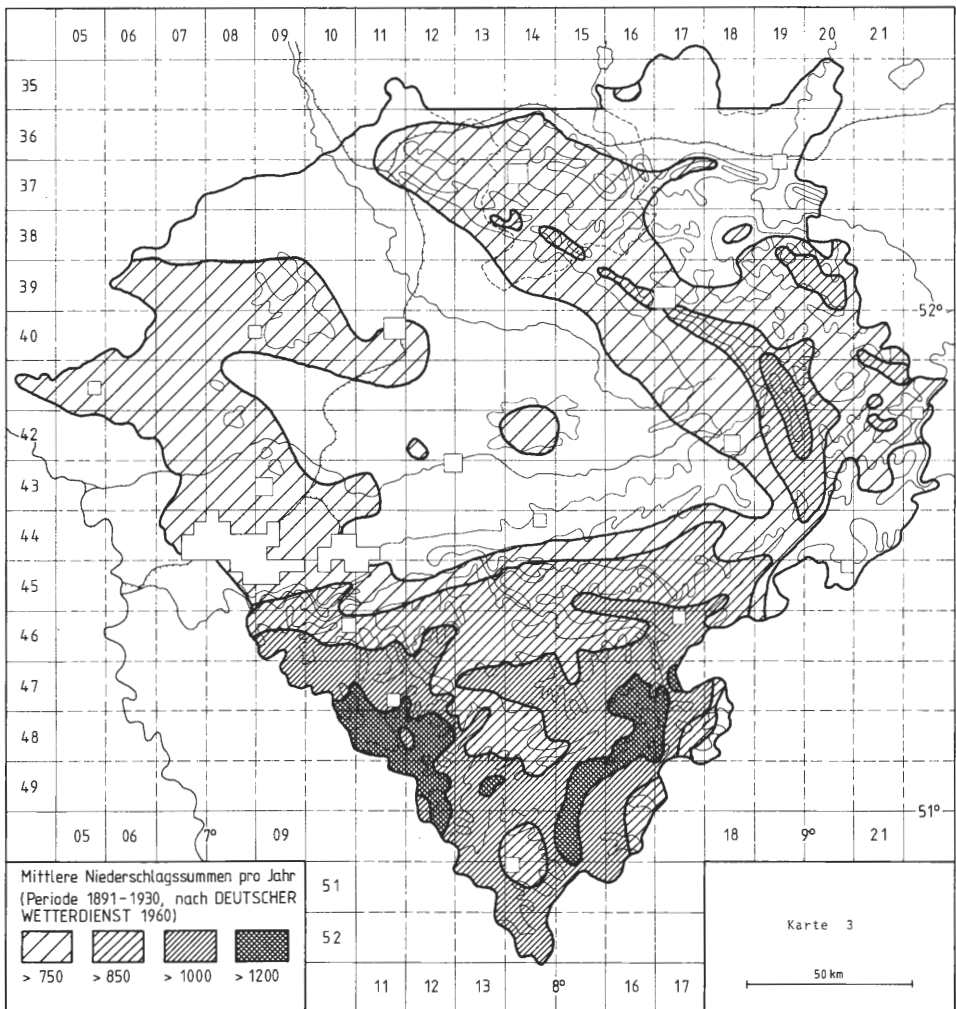 05 06 07 08 09 10 11 12 13 14 15 16 17 18 19 20 21
35
36
37
38
39
52°
40
42
43
44
45
46
47
48
49
51°
05 06 7° 09 18 9° 21
Mittlere Niederschlagssummen pro Jahr
(Periode 1891-1930, nach DEUTSCHER
WETTERDIENST 1960)
> 750 > 850 > 1000 > 1200
51
52
11 12 13 8° 16 17
Karte 3
50 km